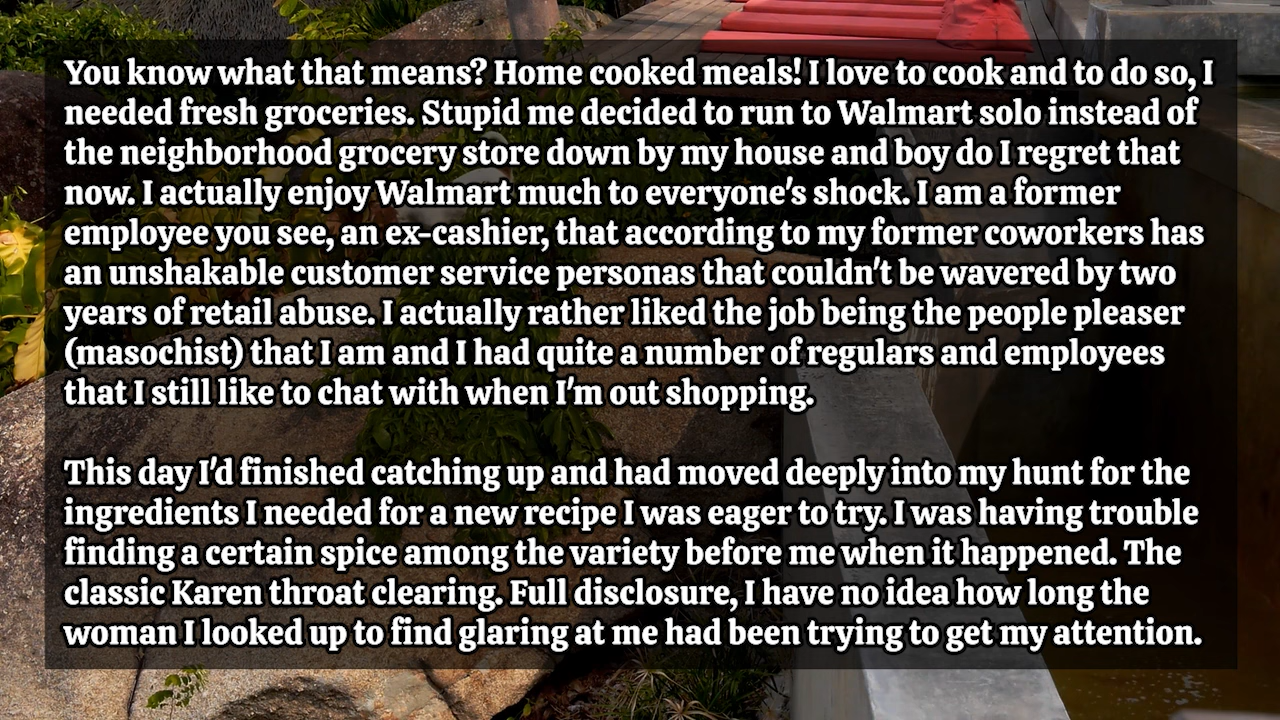 You know what that means? Home cooked meals! I love to cook and to do so, I
needed fresh groceries. Stupid me decided to run to Walmart solo instead of
the neighborhood grocery store down by my house and boy do I regret that
now. I actually enjoy Walmart much to everyone's shock. I am a former
employee you see, an ex-cashier, that according to my former coworkers has
an unshakable customer service personas that couldn't be wavered by two
years of retail abuse. I actually rather liked the job being the people pleaser
(masochist) that I am and I had quite a number of regulars and employees
that I still like to chat with when I'm out shopping.
This day I'd finished catching up and had moved deeply into my hunt for the
ingredients I needed for a new recipe I was eager to try. I was having trouble
finding a certain spice among the variety before me when it happened. The
classic Karen throat clearing. Full disclosure, I have no idea how long the
woman I looked up to find glaring at me had been trying to get my attention.